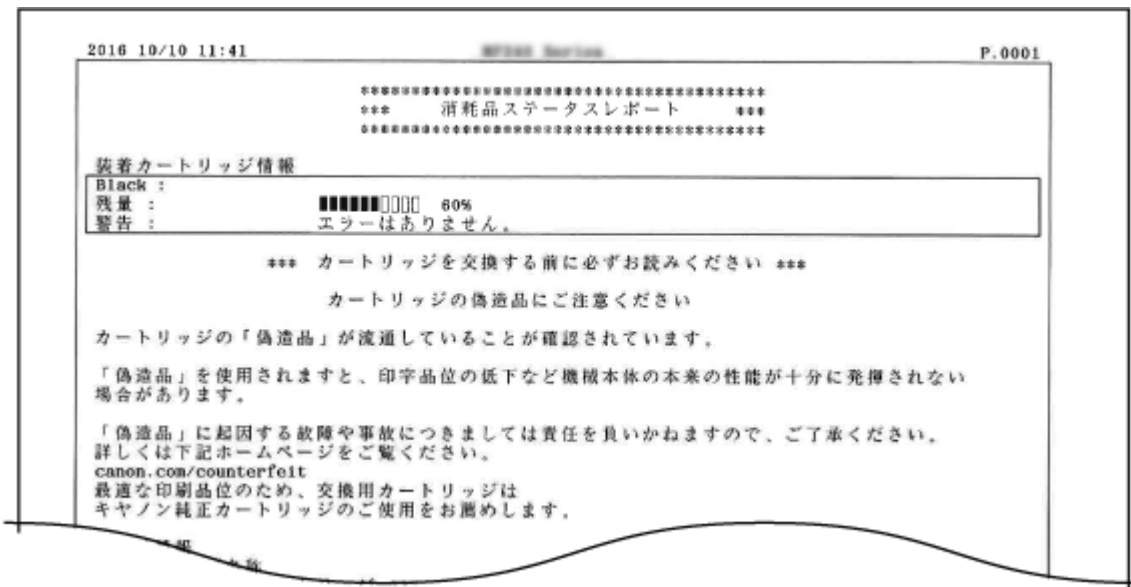 2016 10/10 11:41 P.0001
****************************************
*** 消耗品ステータスレポート ***
****************************************
装着カートリッジ情報
Black :
残量 : 60%
警告 : エラーはありません.
*** カートリッジを交換する前に必ずお読みください ***
カートリッジの偽造品にご注意ください
カートリッジの「偽造品」が流通していることが確認されています.
「偽造品」を使用されますと、印字品位の低下など機械本体の本来の性能が十分に発揮されない
場合があります.
「偽造品」に起因する故障や事故につきましては責任を負いかねますので、ご了承ください.
詳しくは下記ホームページをご覧ください.
canon.com/counterfeit
最適な印刷品位のため、交換用カートリッジは
キヤノン純正カートリッジのご使用をお薦めします.